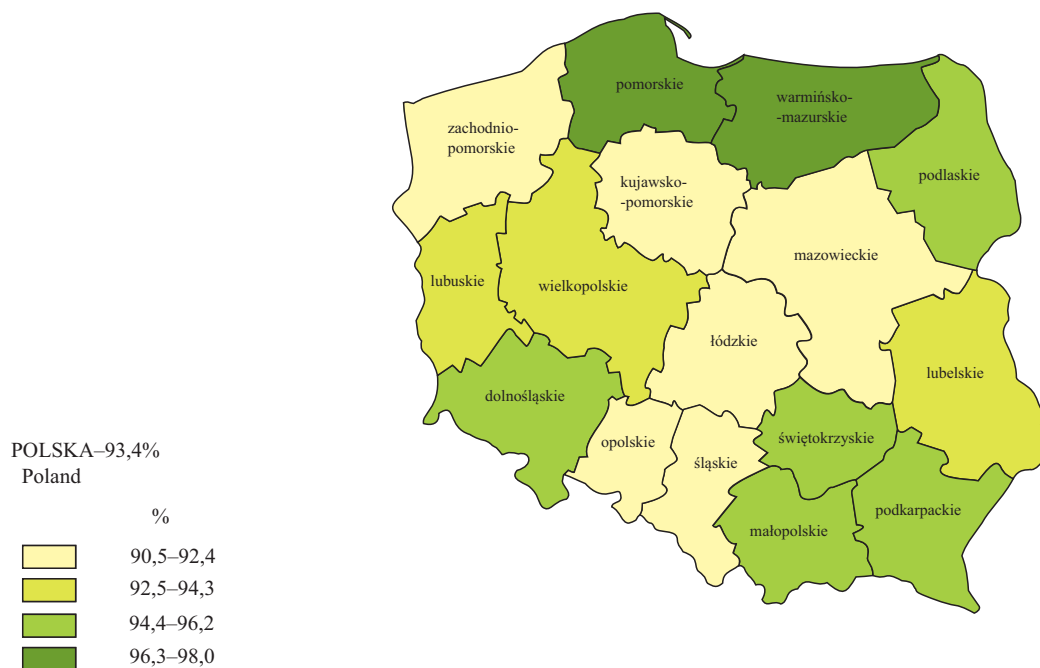 pomorskie
warmińsko-
-mazurskie
zachodnio-
pomorskie
podlaskie
kujawsko-
-pomorskie
mazowieckie
lubuskie
wielkopolskie
łódzkie
lubelskie
dolnośląskie
świętokrzyskie
opolskie
śląskie
podkarpackie
małopolskie
POLSKA–93,4%
Poland
%
90,5–92,4
92,5–94,3
94,4–96,2
96,3–98,0